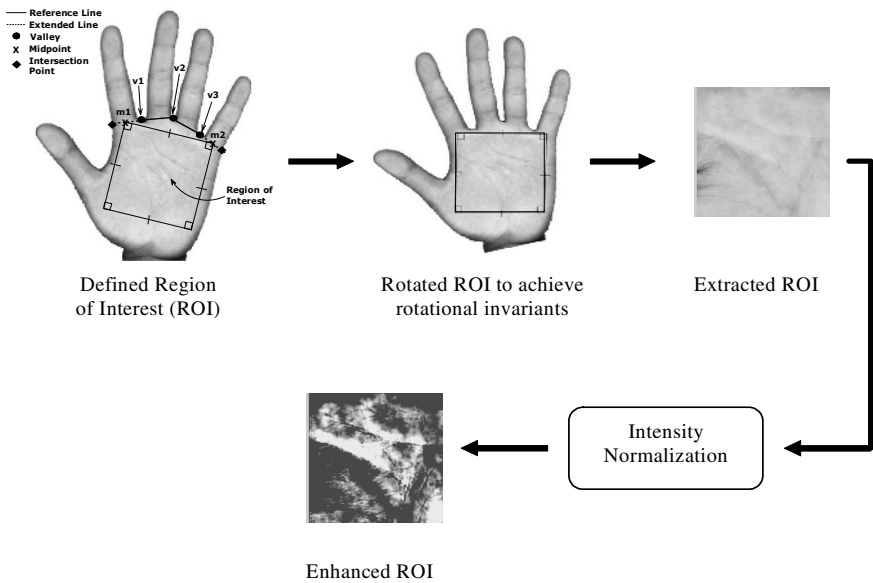 Reference Line
Extended Line
Valley
Midpoint
Intersection
Point
v1
v2
v3
m1
m2
Region of
Interest
Defined Region
of Interest (ROI)
Rotated ROI to achieve
rotational invariants
Extracted ROI
Intensity
Normalization
Enhanced ROI